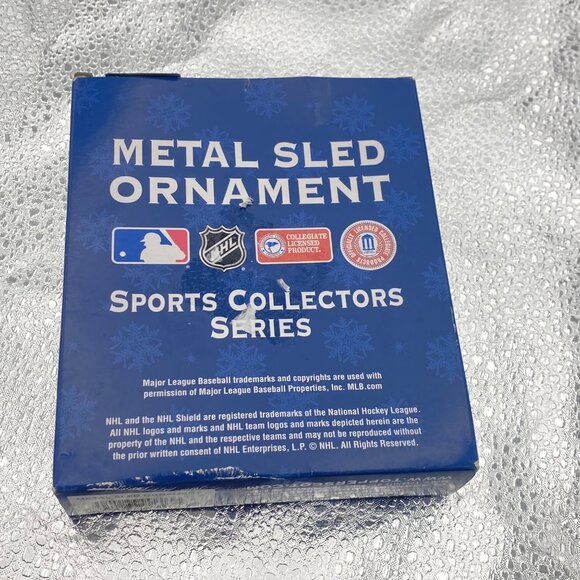 METAL SLED
ORNAMENT
NHL
COLLEGIATE
LICENSED
PRODUCT.
OFFICIALLY LICENSED COLLEGIATE PRODUCTS
SPORTS COLLECTORS
SERIES
Major League Baseball trademarks and copyrights are used with
permission of Major League Baseball Properties, Inc. MLB.com
NHL and the NHL Shield are registered trademarks of the National Hockey League.
All NHL logos and marks and NHL team logos and marks depicted herein are the
property of the NHL and the respective teams and may not be reproduced without
the prior written consent of NHL Enterprises, L.P. © NHL. All Rights Reserved.